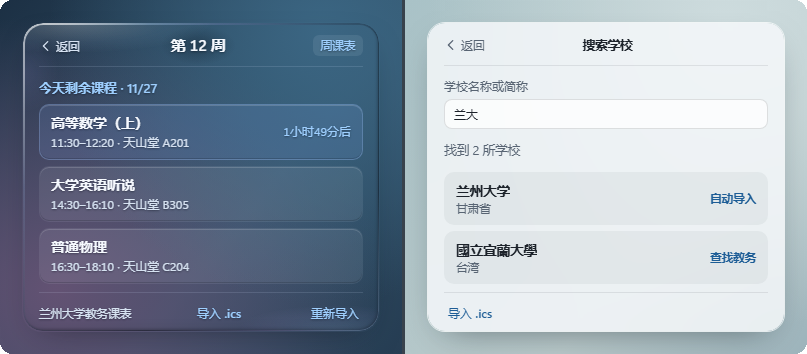 返回
第 12 周
周课表
今天剩余课程 · 11/27
高等数学（上）
11:30–12:20 · 天山堂 A201
1小时49分后
大学英语听说
14:30–16:10 · 天山堂 B305
普通物理
16:30–18:10 · 天山堂 C204
兰州大学教务课表
导入 .ics
重新导入
返回
搜索学校
学校名称或简称
兰大
找到 2 所学校
兰州大学
甘肃省
自动导入
國立宜蘭大學
台湾
查找教务
导入 .ics